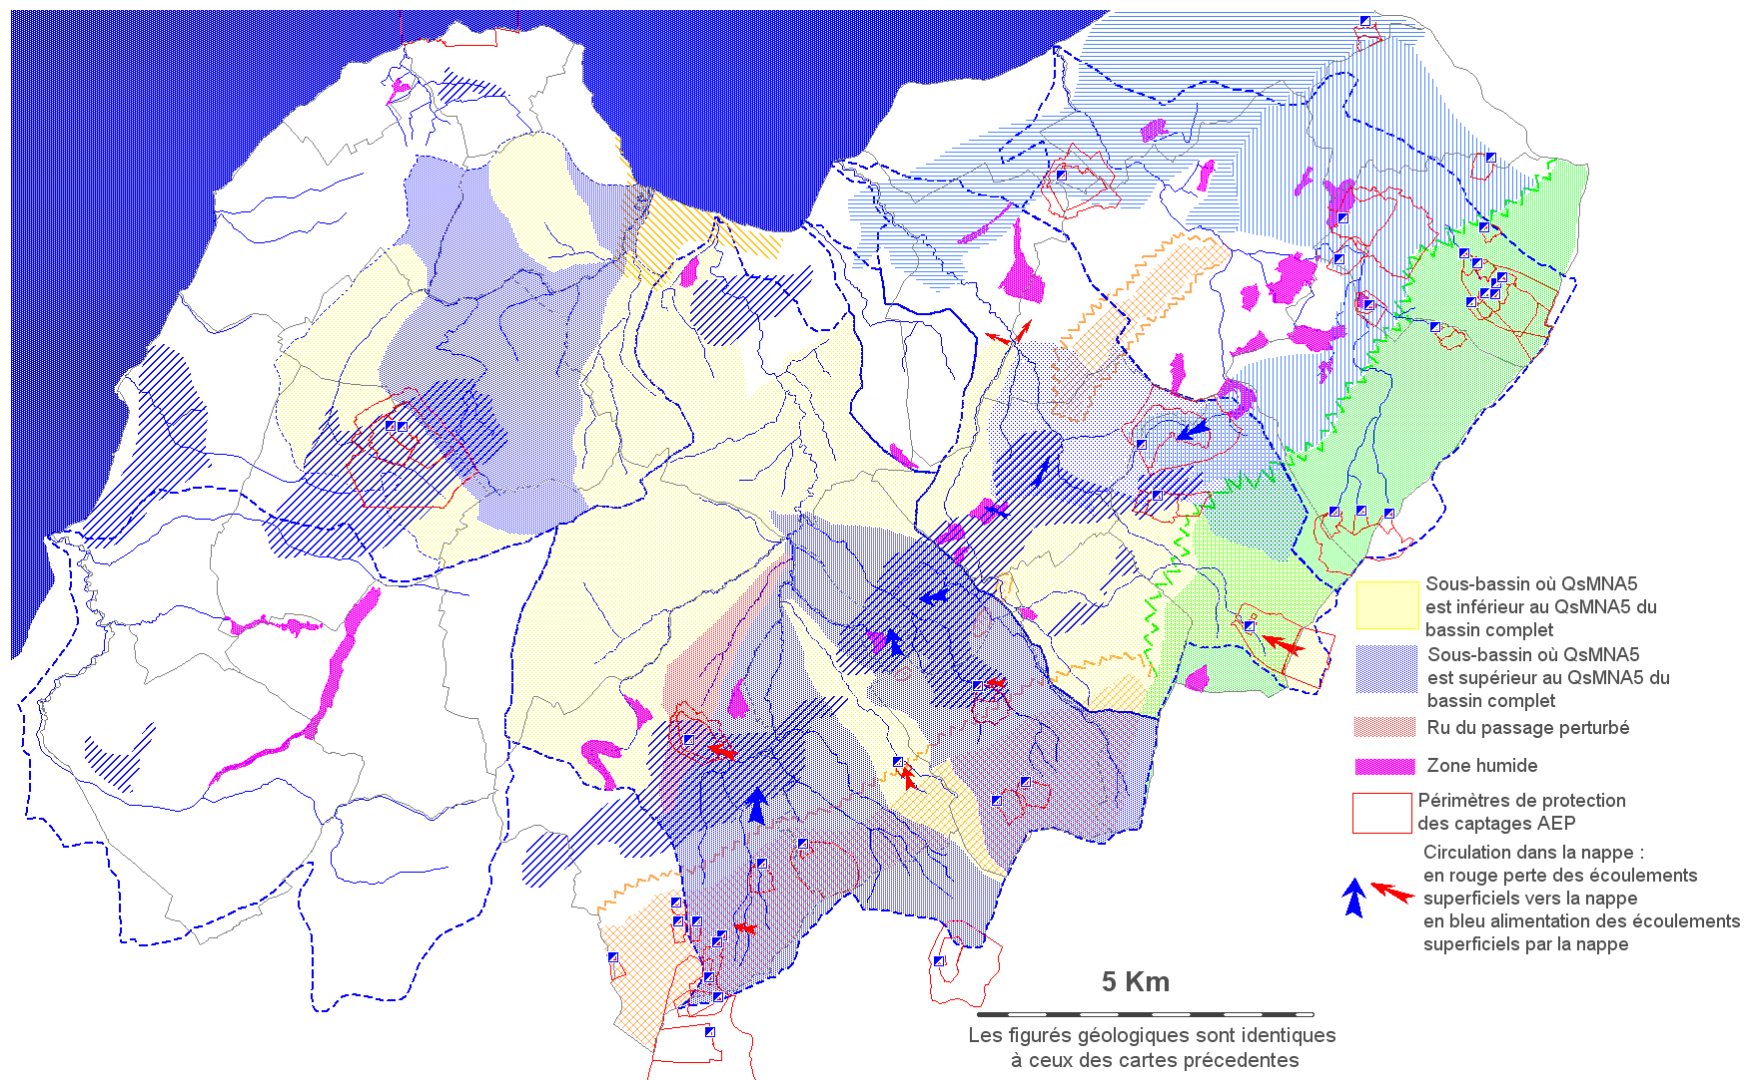 Sous-bassin où QsMNA5
est inférieur au QsMNA5 du
bassin complet
Sous-bassin où QsMNA5
est supérieur au QsMNA5 du
bassin complet
Ru du passage perturbé
Zone humide
Périmètres de protection
des captages AEP
Circulation dans la nappe :
en rouge perte des écoulements
superficiels vers la nappe
en bleu alimentation des écoulements
superficiels par la nappe
5 Km
Les figurés géologiques sont identiques
à ceux des cartes précedentes